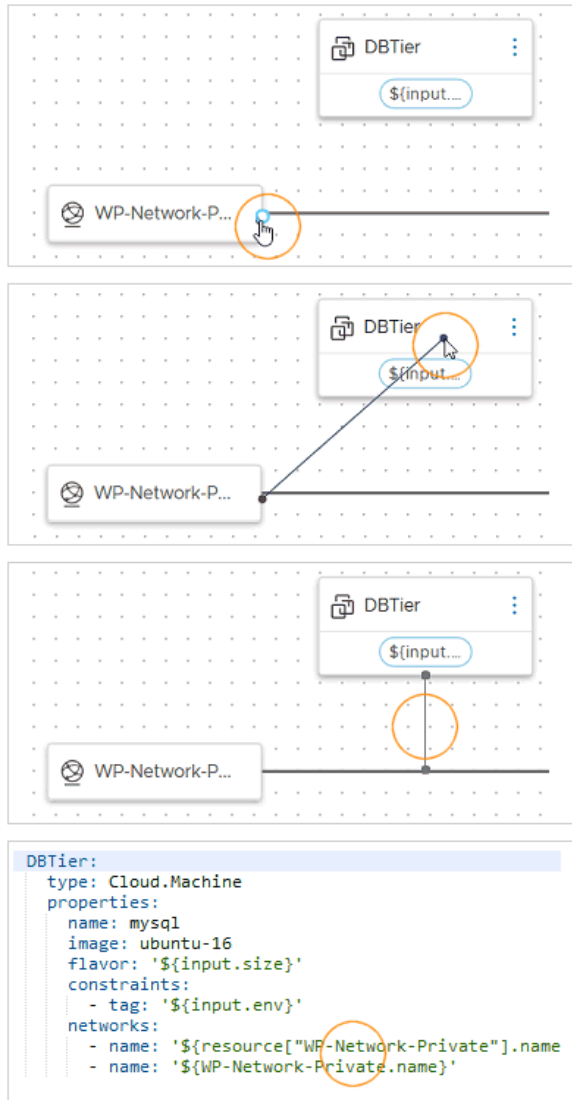 DBTier
${input....
WP-Network-P...
DBTier
${input....
WP-Network-P...
DBTier
${input....
WP-Network-P...
DBTier:
type: Cloud.Machine
properties:
name: mysql
image: ubuntu-16
flavor: '${input.size}'
constraints:
- tag: '${input.env}'
networks:
- name: '${resource["WP-Network-Private"].name
- name: '${WP-Network-Private.name}'